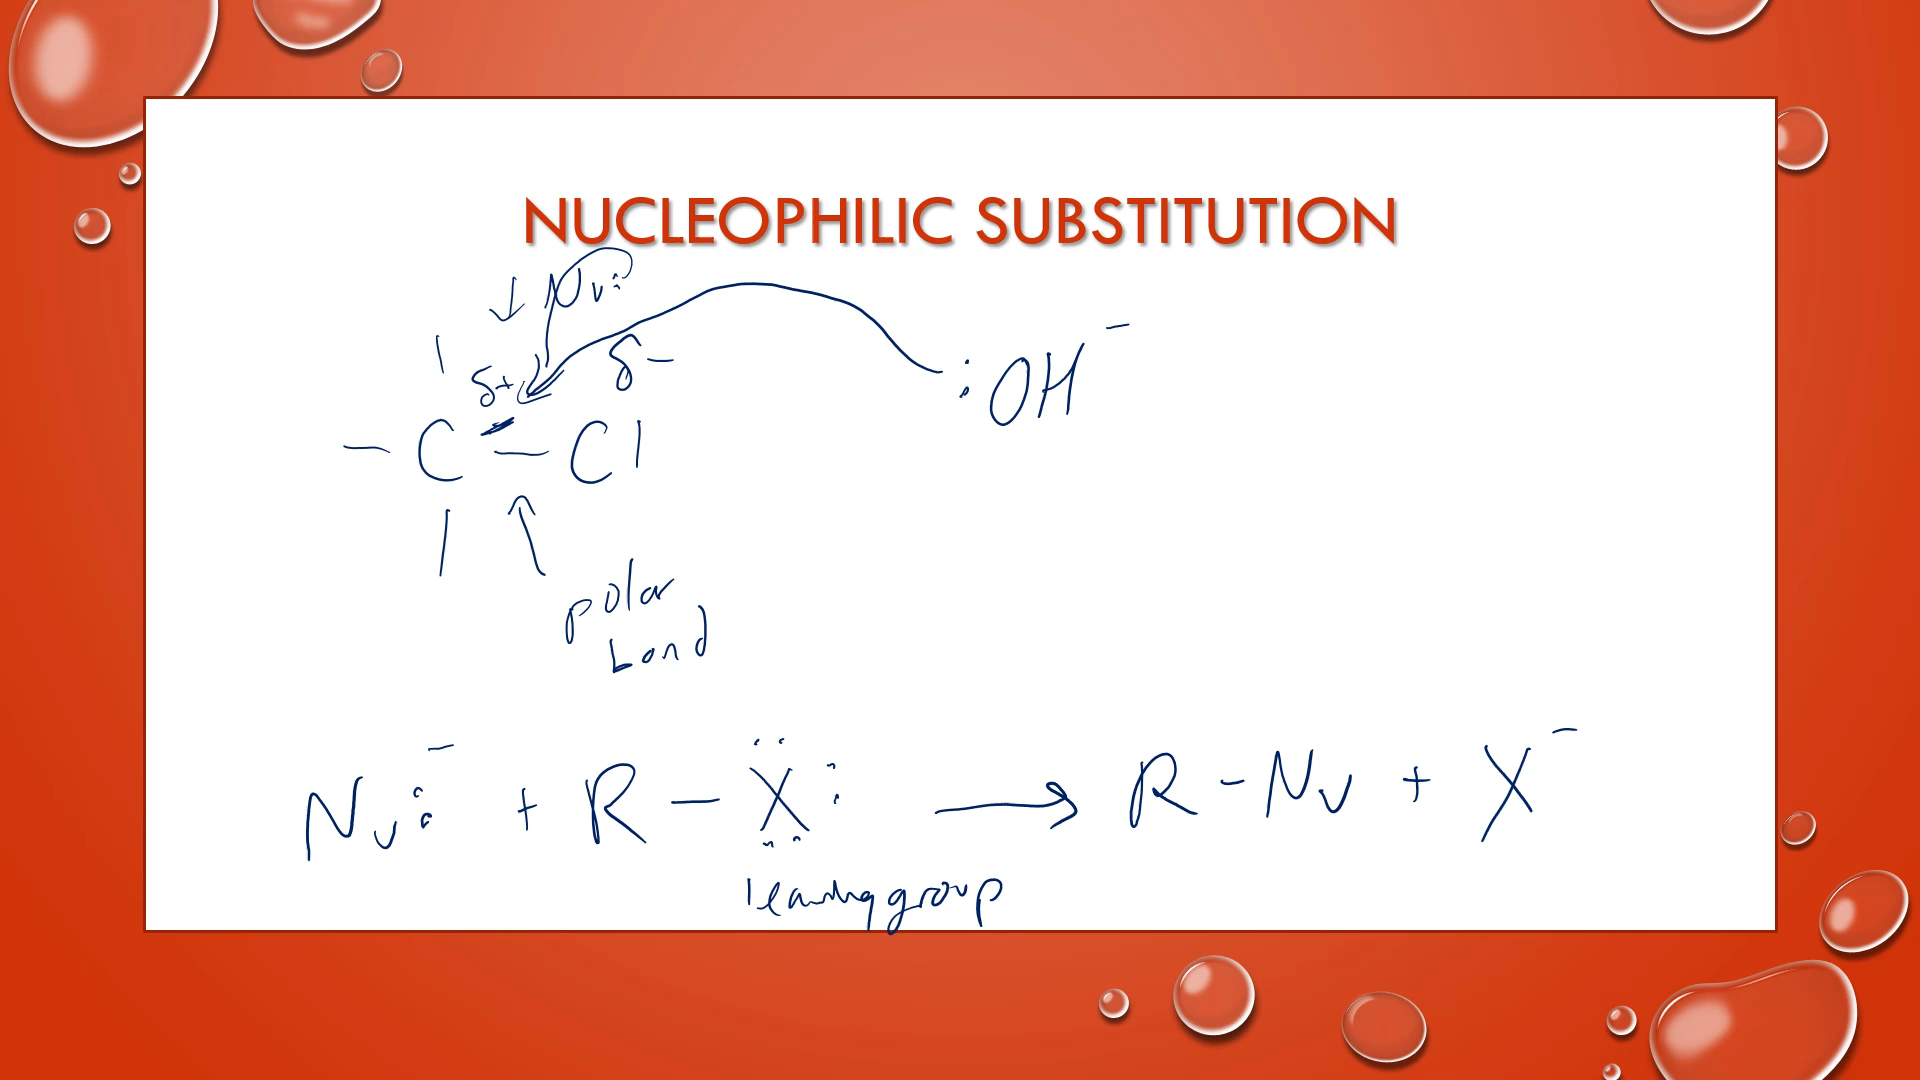 NUCLEOPHILIC SUBSTITUTION
Nu:
δ+ δ-
:OH-
- C - Cl
polar
bond
Nu:- + R - X → R - Nu + X-
leaving group